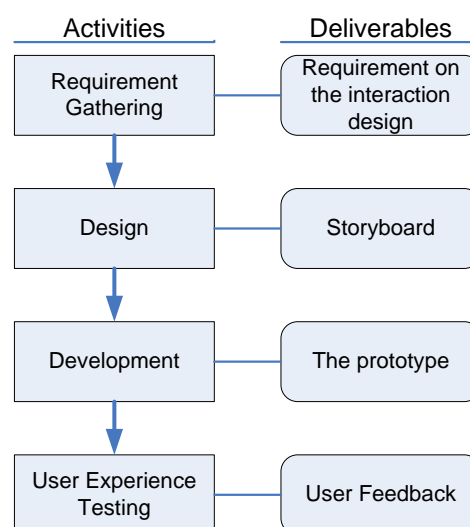 Activities
Deliverables
Requirement
Gathering
Requirement on
the interaction
design
Design
Storyboard
Development
The prototype
User Experience
Testing
User Feedback